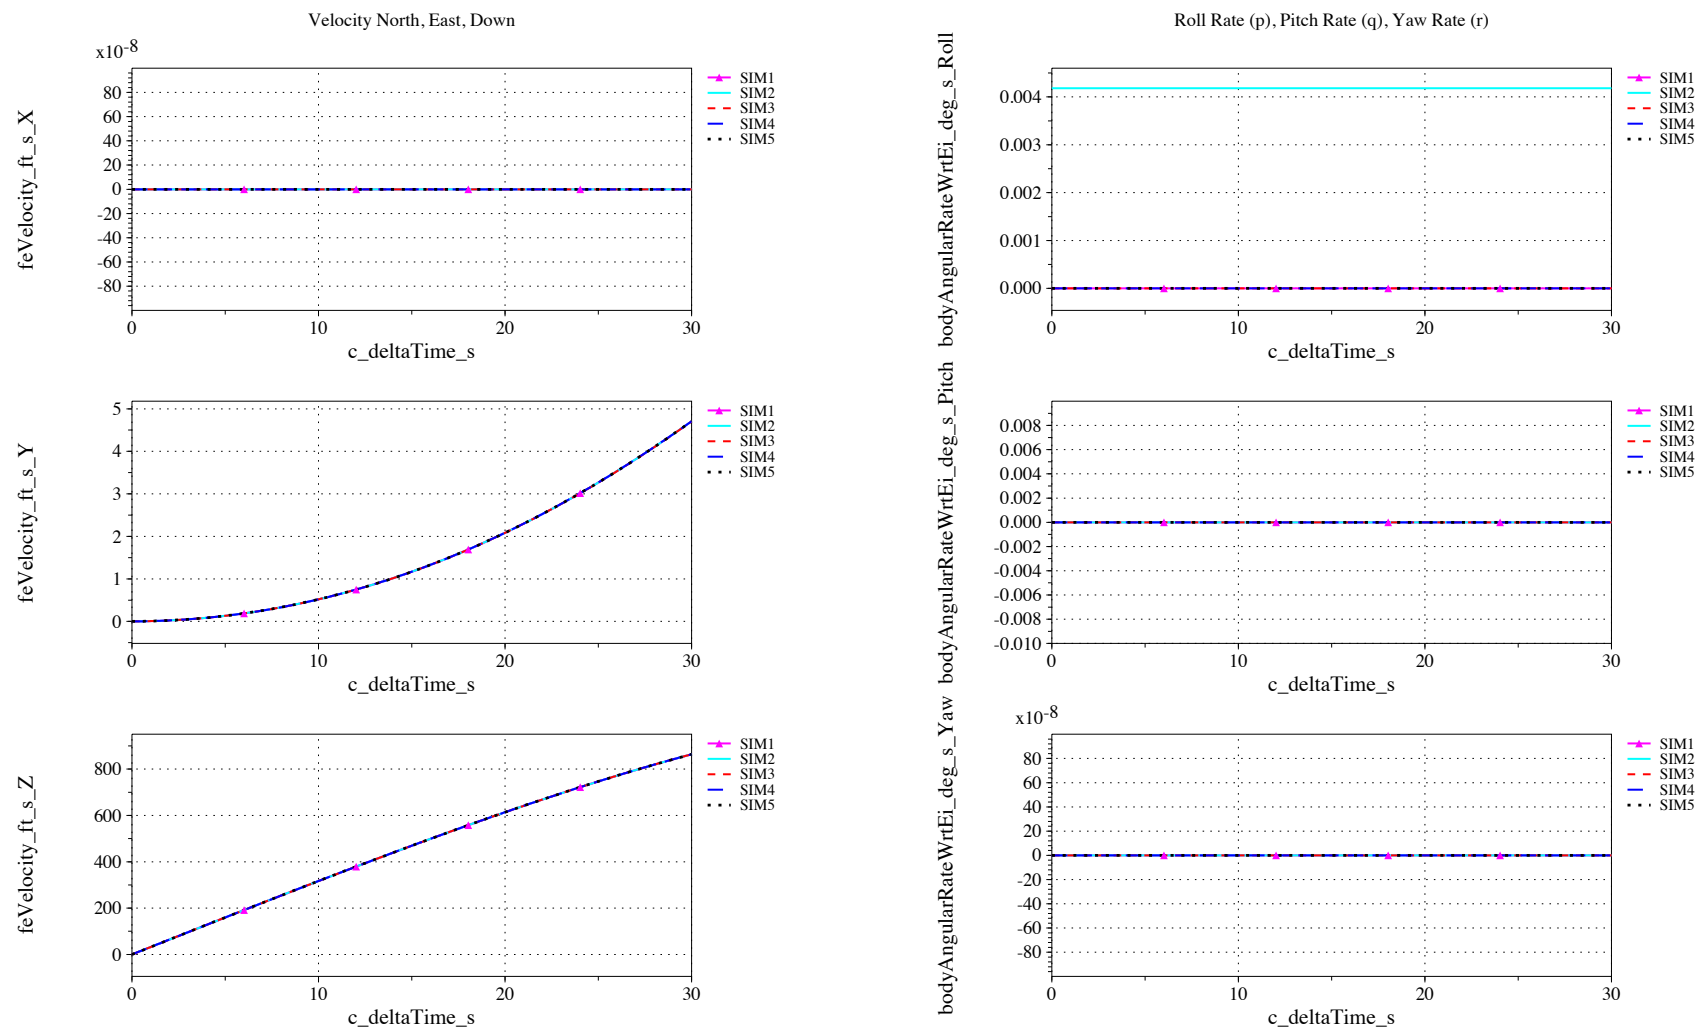 Velocity North, East, Down
x10-8
feVelocity_ft_s_X
80
60
40
20
0
-20
-40
-60
-80
0 10 20 30
c_deltaTime_s
SIM1
SIM2
SIM3
SIM4
SIM5
feVelocity_ft_s_Y
5
4
3
2
1
0
0 10 20 30
c_deltaTime_s
SIM1
SIM2
SIM3
SIM4
SIM5
feVelocity_ft_s_Z
800
600
400
200
0
0 10 20 30
c_deltaTime_s
SIM1
SIM2
SIM3
SIM4
SIM5
Roll Rate (p), Pitch Rate (q), Yaw Rate (r)
bodyAngularRateWrtEi_deg_s_Roll
0.004
0.003
0.002
0.001
0.000
0 10 20 30
c_deltaTime_s
SIM1
SIM2
SIM3
SIM4
SIM5
bodyAngularRateWrtEi_deg_s_Pitch
0.008
0.006
0.004
0.002
0.000
-0.002
-0.004
-0.006
-0.008
-0.010
0 10 20 30
c_deltaTime_s
SIM1
SIM2
SIM3
SIM4
SIM5
x10-8
bodyAngularRateWrtEi_deg_s_Yaw
80
60
40
20
0
-20
-40
-60
-80
0 10 20 30
c_deltaTime_s
SIM1
SIM2
SIM3
SIM4
SIM5